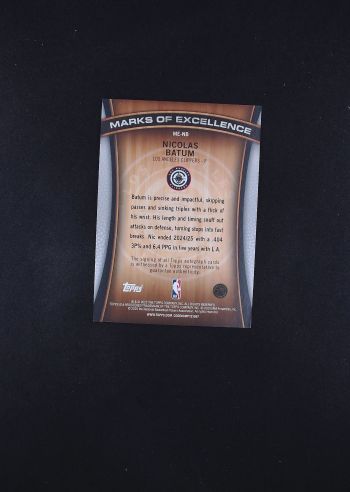 MARKS OF EXCELLENCE
ME-NB
NICOLAS
BATUM
LOS ANGELES CLIPPERS - F
Batum is precise and impactful, skipping
passes and sinking triples with a flick of
his wrist. His length and timing snuff out
attacks on defense, turning stops into fast
breaks. Nic ended 2024/25 with a .404
3P% and 6.4 PPG in five years with L.A.
The signing of all Topps autograph cards
is witnessed by a Topps representative to
guarantee authenticity.
Topps
NBA